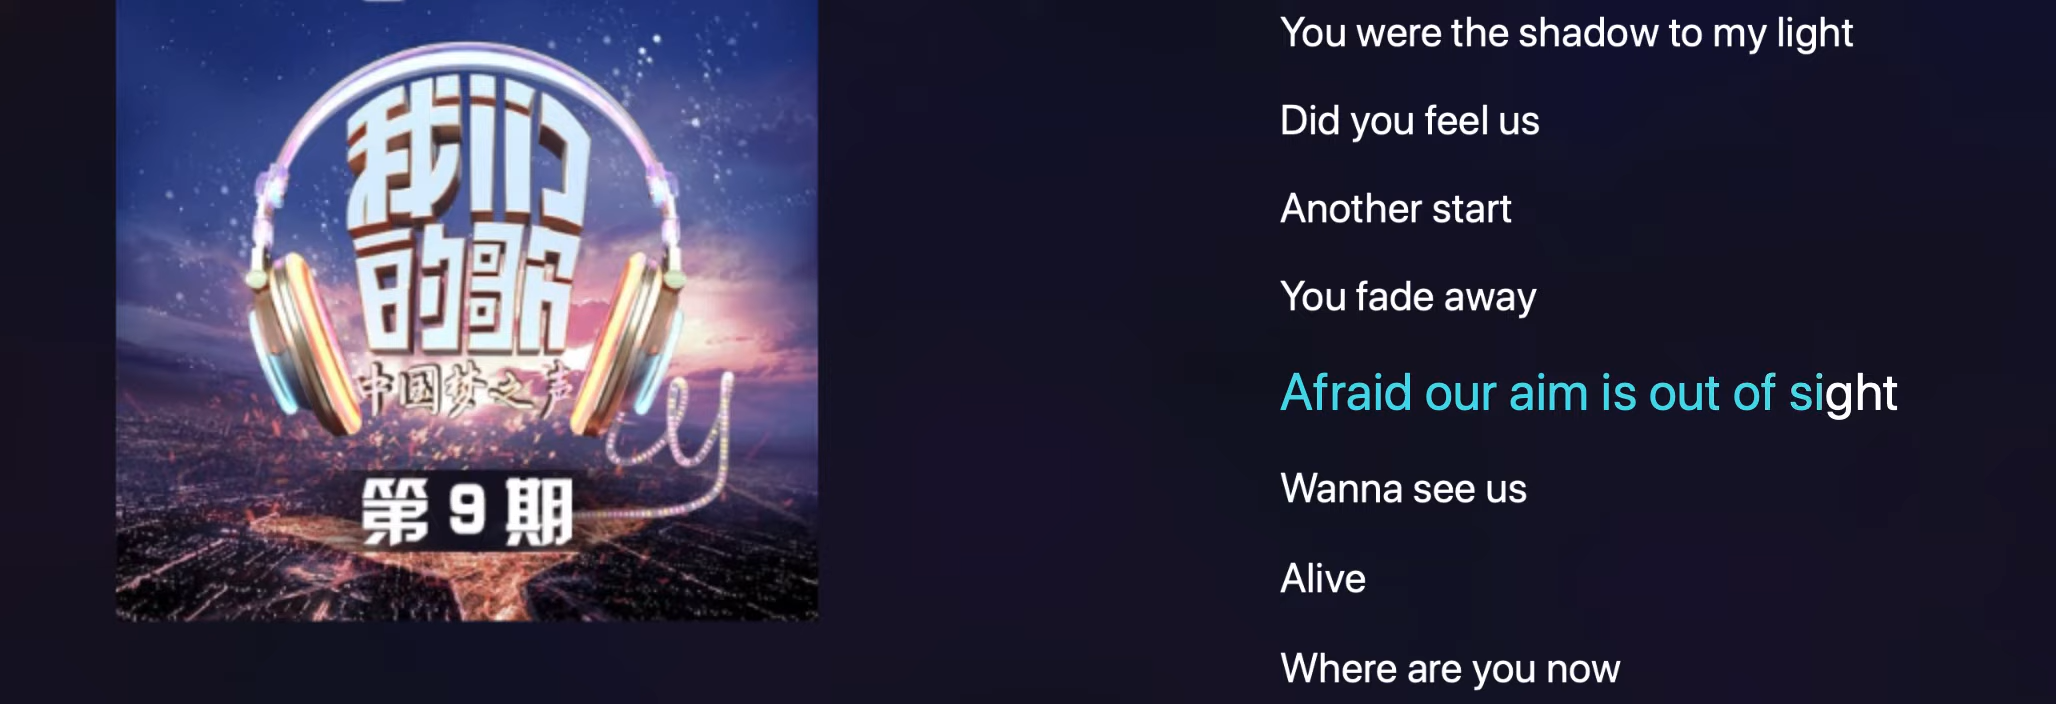 我们
的歌
中国梦之声
第9期
You were the shadow to my light
Did you feel us
Another start
You fade away
Afraid our aim is out of sight
Wanna see us
Alive
Where are you now